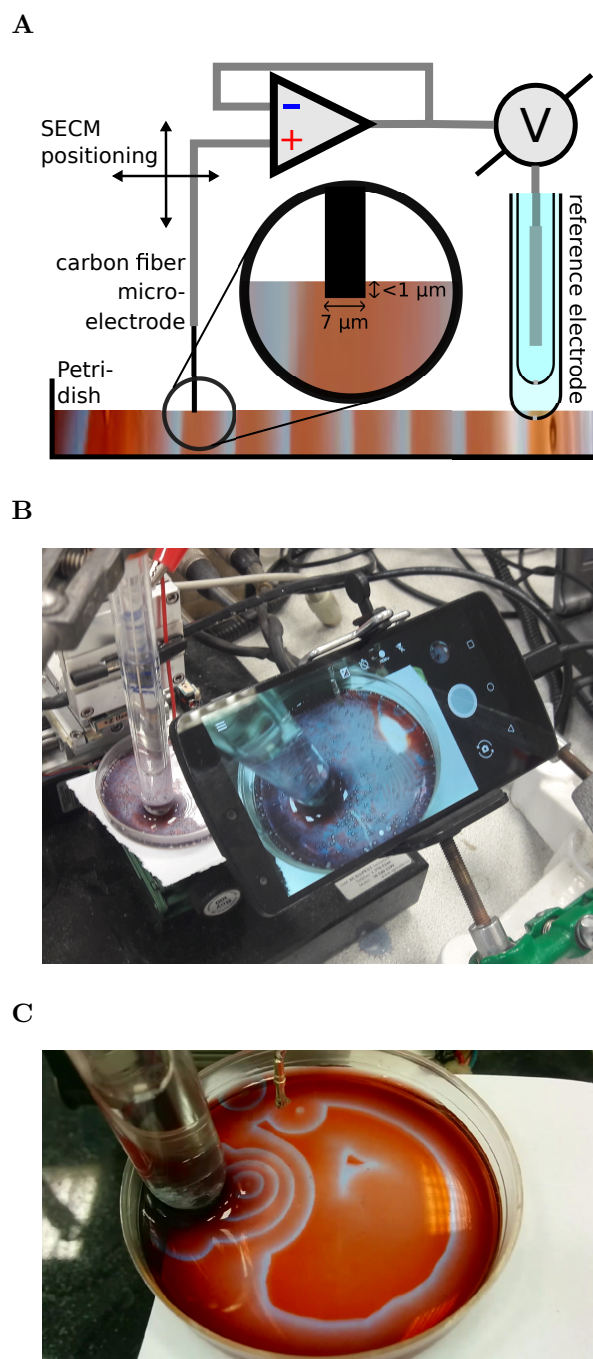 A
SECM
positioning
−
+
V
carbon fiber
micro-
electrode
<1 µm
7 µm
reference electrode
Petri-
dish
B
C